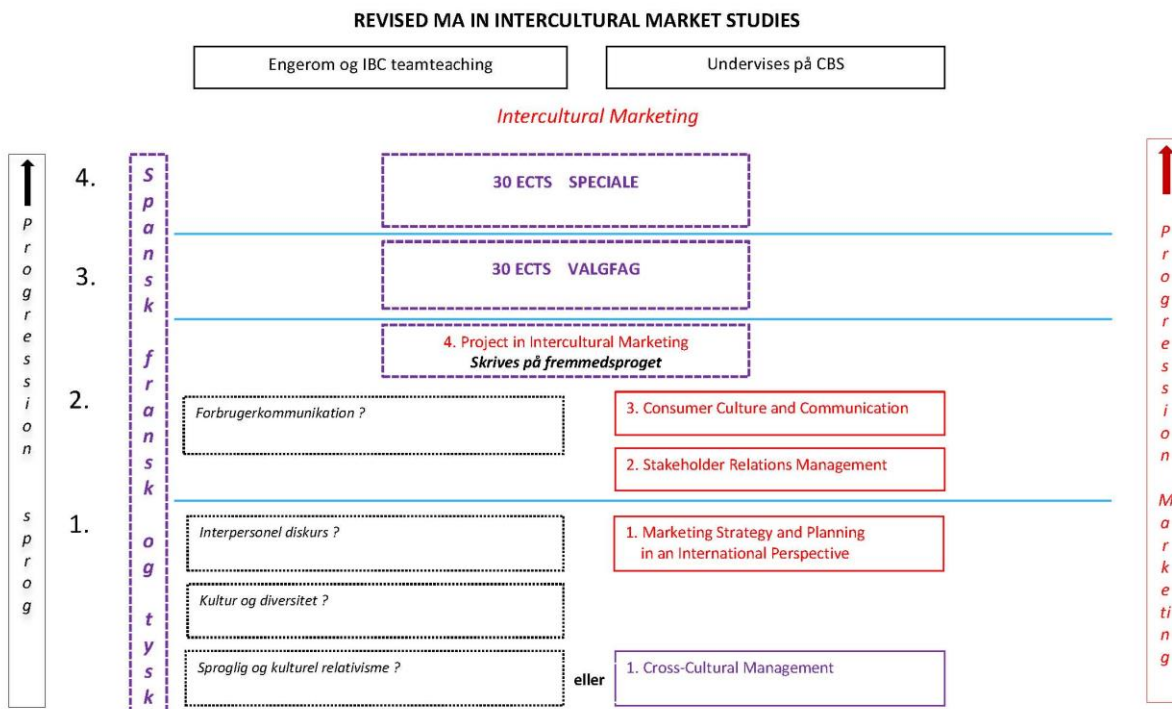 REVISED MA IN INTERCULTURAL MARKET STUDIES
Engerom og IBC teamteaching
Undervises på CBS
Intercultural Marketing
Progression sprog
Spansk fransk og tysk
4.
30 ECTS SPECIALE
3.
30 ECTS VALGFAG
4. Project in Intercultural Marketing
Skrives på fremmedsproget
2.
Forbrugerkommunikation ?
3. Consumer Culture and Communication
2. Stakeholder Relations Management
1.
Interpersonel diskurs ?
1. Marketing Strategy and Planning
in an International Perspective
Kultur og diversitet ?
Sproglig og kulturel relativisme ?
eller
1. Cross-Cultural Management
Progression Marketing